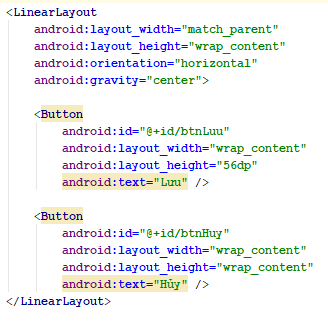 <LinearLayout
    android:layout_width="match_parent"
    android:layout_height="wrap_content"
    android:orientation="horizontal"
    android:gravity="center">

    <Button
        android:id="@+id/btnLuu"
        android:layout_width="wrap_content"
        android:layout_height="56dp"
        android:text="Lưu" />

    <Button
        android:id="@+id/btnHuy"
        android:layout_width="wrap_content"
        android:layout_height="wrap_content"
        android:text="Hủy" />
</LinearLayout>